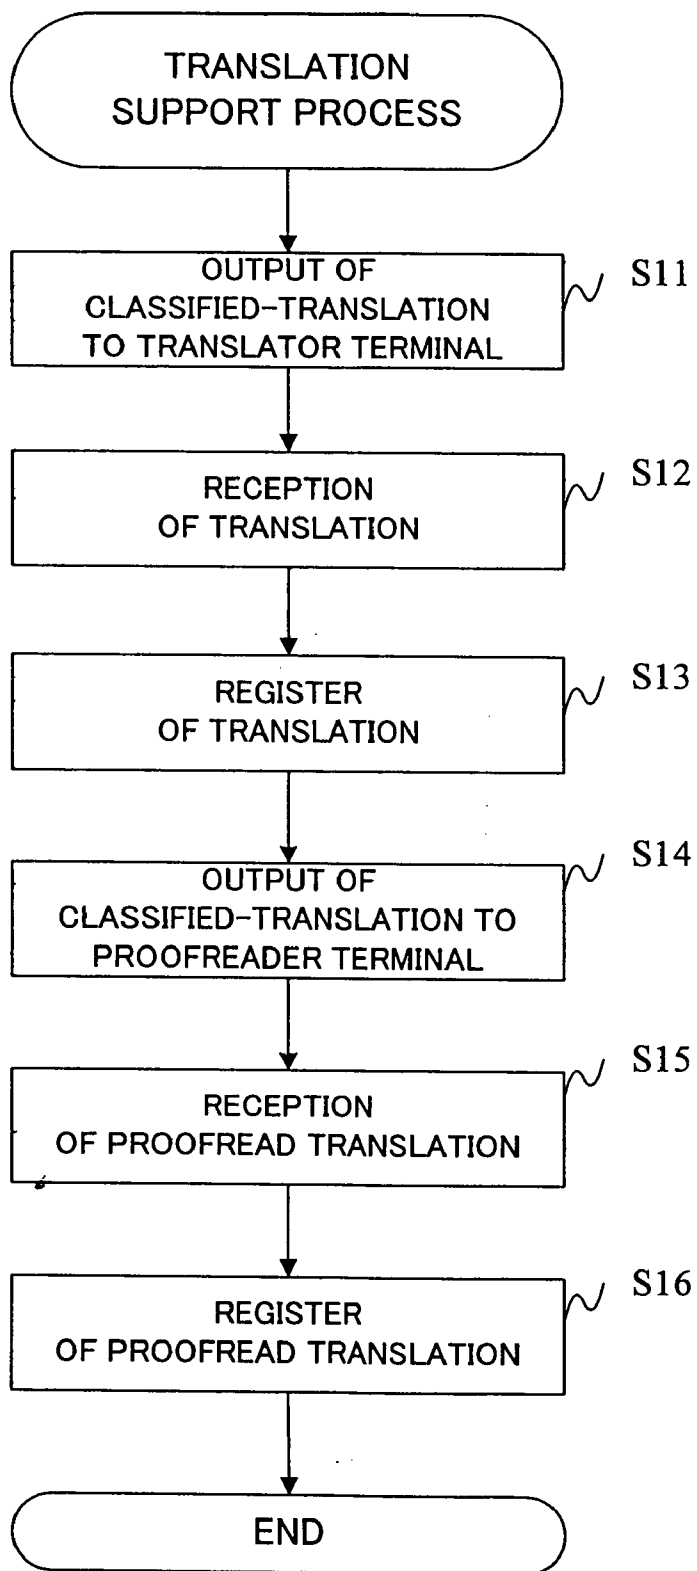 TRANSLATION
SUPPORT PROCESS
OUTPUT OF
CLASSIFIED-TRANSLATION
TO TRANSLATOR TERMINAL
S11
RECEPTION
OF TRANSLATION
S12
REGISTER
OF TRANSLATION
S13
OUTPUT OF
CLASSIFIED-TRANSLATION TO
PROOFREADER TERMINAL
S14
RECEPTION
OF PROOFREAD TRANSLATION
S15
REGISTER
OF PROOFREAD TRANSLATION
S16
END